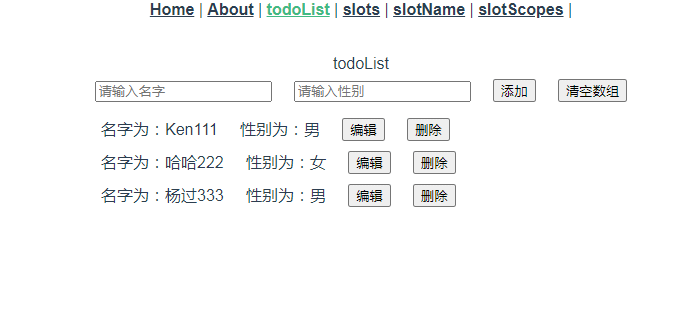 Home | About | todoList | slots | slotName | slotScopes |
todoList
请输入名字 请输入性别 添加 清空数组
名字为：Ken111 性别为：男 编辑 删除
名字为：哈哈222 性别为：女 编辑 删除
名字为：杨过333 性别为：男 编辑 删除